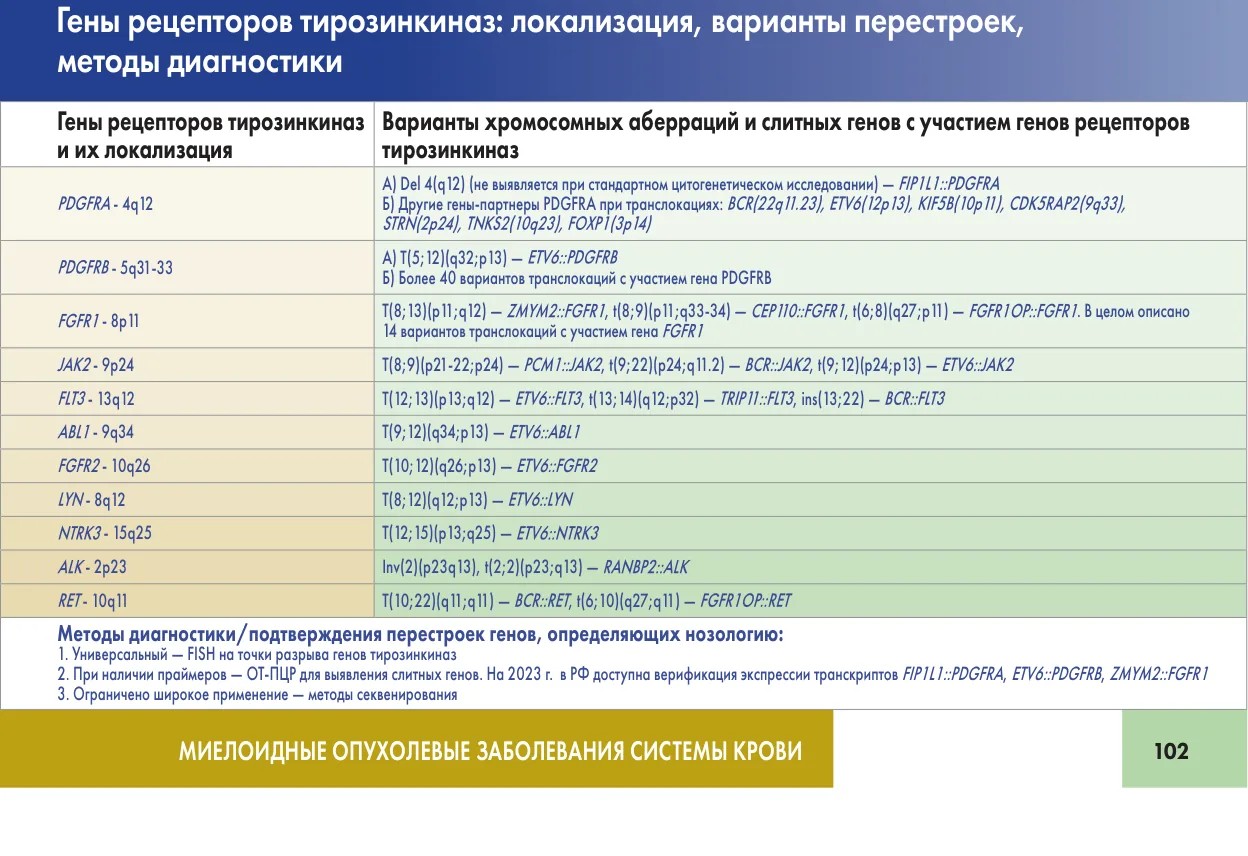 Гены рецепторов тирозинкиназ: локализация, варианты перестроек,
методы диагностики
Гены рецепторов тирозинкиназ
и их локализация
Варианты хромосомных аберраций и слитных генов с участием генов рецепторов
тирозинкиназ
PDGFRA - 4q12
А) Del 4(q12) (не выявляется при стандартном цитогенетическом исследовании) — FIP1L1::PDGFRA
Б) Другие гены-партнеры PDGFRA при транслокациях: BCR(22q11.23), ETV6(12p13), KIF5B(10p11), CDK5RAP2(9q33),
STRN(2p24), TNKS2(10q23), FOXP1(3p14)
PDGFRB - 5q31-33
А) T(5;12)(q32;p13) — ETV6::PDGFRB
Б) Более 40 вариантов транслокаций с участием гена PDGFRB
FGFR1 - 8p11
T(8;13)(p11;q12) — ZMYM2::FGFR1, t(8;9)(p11;q33-34) — CEP110::FGFR1, t(6;8)(q27;p11) — FGFR1OP::FGFR1. В целом описано
14 вариантов транслокаций с участием гена FGFR1
JAK2 - 9p24
T(8;9)(p21-22;p24) — PCM1::JAK2, t(9;22)(p24;q11.2) — BCR::JAK2, t(9;12)(p24;p13) — ETV6::JAK2
FLT3 - 13q12
T(12;13)(p13;q12) — ETV6::FLT3, t(13;14)(q12;p32) — TRIP11::FLT3, ins(13;22) — BCR::FLT3
ABL1 - 9q34
T(9;12)(q34;p13) — ETV6::ABL1
FGFR2 - 10q26
T(10;12)(q26;p13) — ETV6::FGFR2
LYN - 8q12
T(8;12)(q12;p13) — ETV6::LYN
NTRK3 - 15q25
T(12;15)(p13;q25) — ETV6::NTRK3
ALK - 2p23
Inv(2)(p23q13), t(2;2)(p23;q13) — RANBP2::ALK
RET - 10q11
T(10;22)(q11;q11) — BCR::RET, t(6;10)(q27;q11) — FGFR1OP::RET
Методы диагностики/подтверждения перестроек генов, определяющих нозологию:
1. Универсальный — FISH на точки разрыва генов тирозинкиназ
2. При наличии праймеров — ОТ-ПЦР для выявления слитных генов. На 2023 г. в РФ доступна верификация экспрессии транскриптов FIP1L1::PDGFRA, ETV6::PDGFRB, ZMYM2::FGFR1
3. Ограничено широкое применение — методы секвенирования
МИЕЛОИДНЫЕ ОПУХОЛЕВЫЕ ЗАБОЛЕВАНИЯ СИСТЕМЫ КРОВИ
102